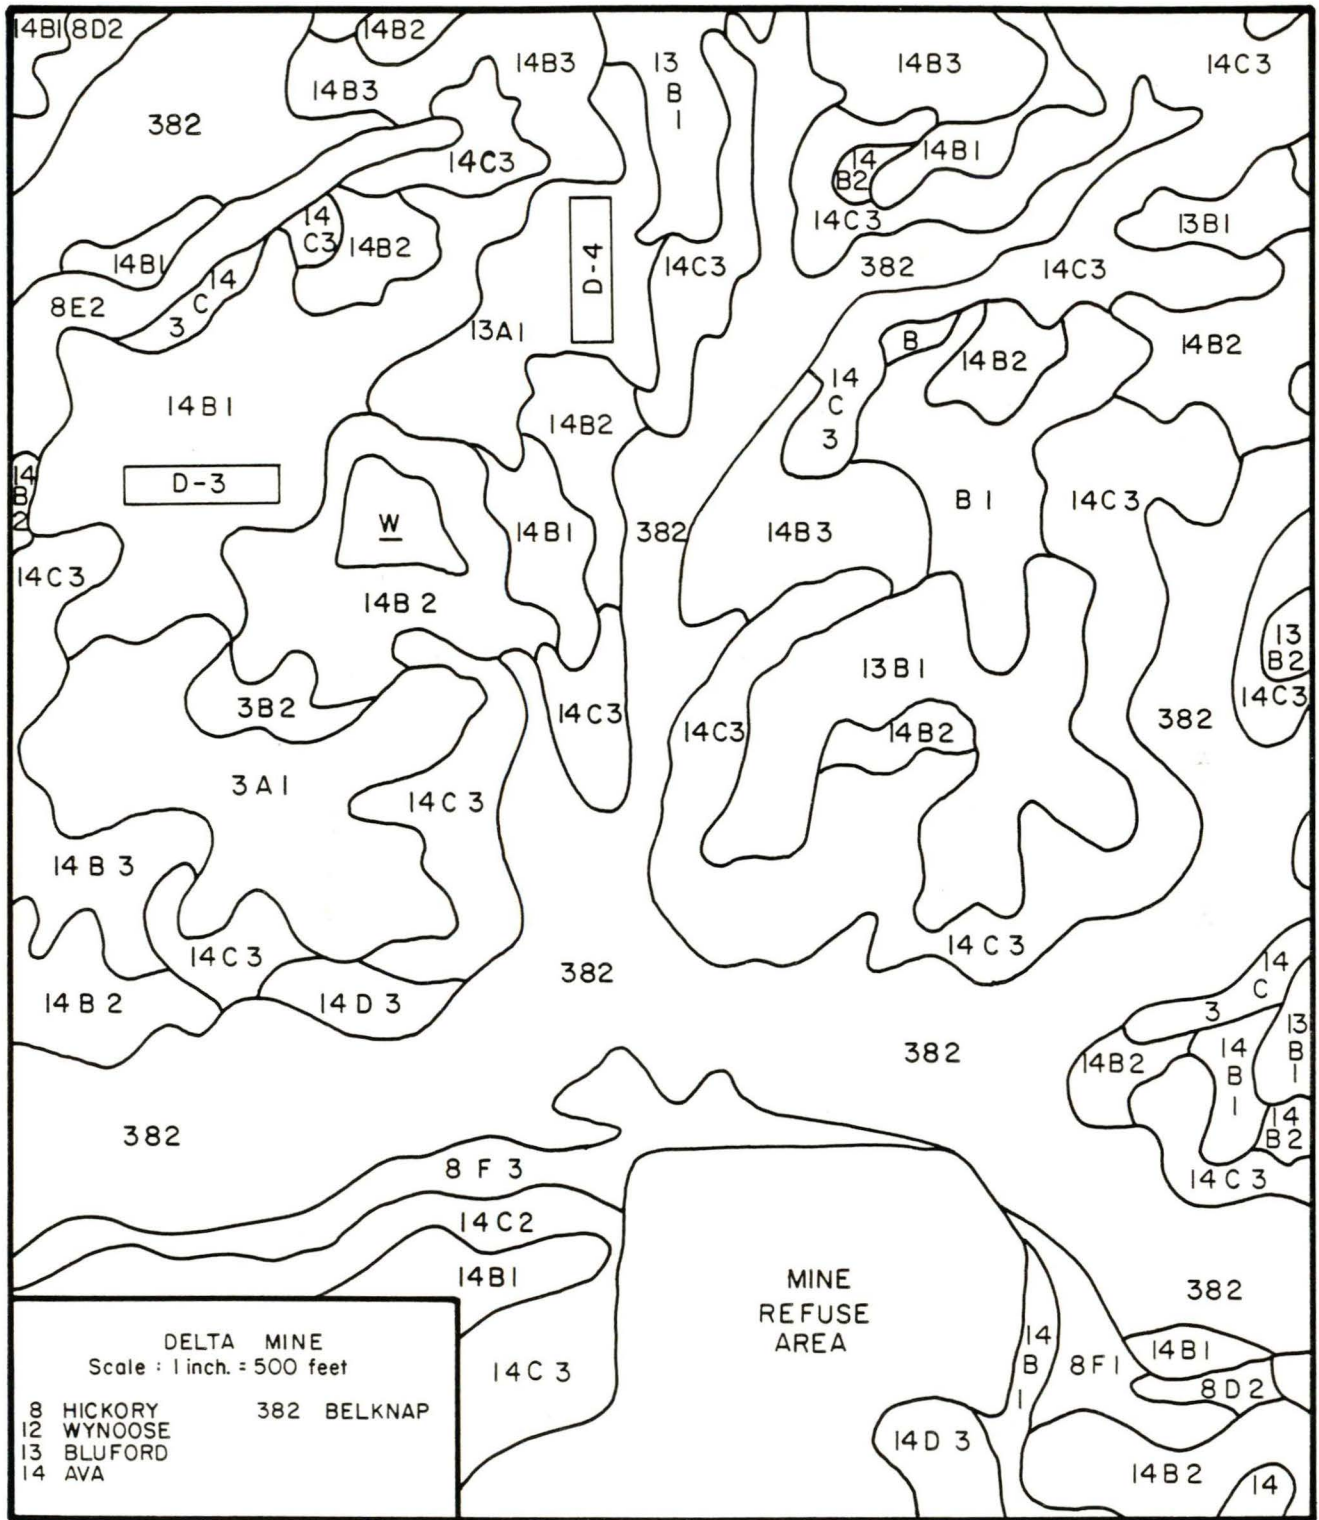 14B1
8D2
14B2
14B3
13
B
1
14B3
14C3
14B3
382
14C3
14B1
14
B2
14
C3
14B2
14C3
13B1
14B1
14
C
3
8E2
D-4
14C3
382
14C3
13A1
B
14B2
14B2
14
C
3
14B1
14B2
D-3
14
B
2
W
14B1
382
14B3
B1
14C3
14C3
14B2
13
B2
13B1
14C3
3B2
14C3
14C3
14B2
382
3A1
14C3
14B3
14C3
14C3
14B2
14D3
382
14
C
3
13
B
1
382
14B2
14
B
1
14
B2
382
8F3
14C3
14C2
14B1
MINE
REFUSE
AREA
382
14
B
1
8F1
14B1
8D2
14C3
14D3
14B2
14
DELTA MINE
Scale : 1 inch. = 500 feet
8 HICKORY 382 BELKNAP
12 WYNOOSE
13 BLUFORD
14 AVA